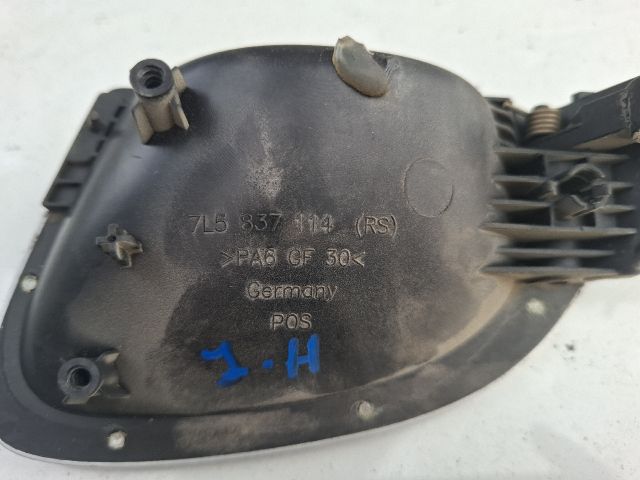 7L5 837 114 (RS)
>PA6 GF 30<
Germany
POS
1-H